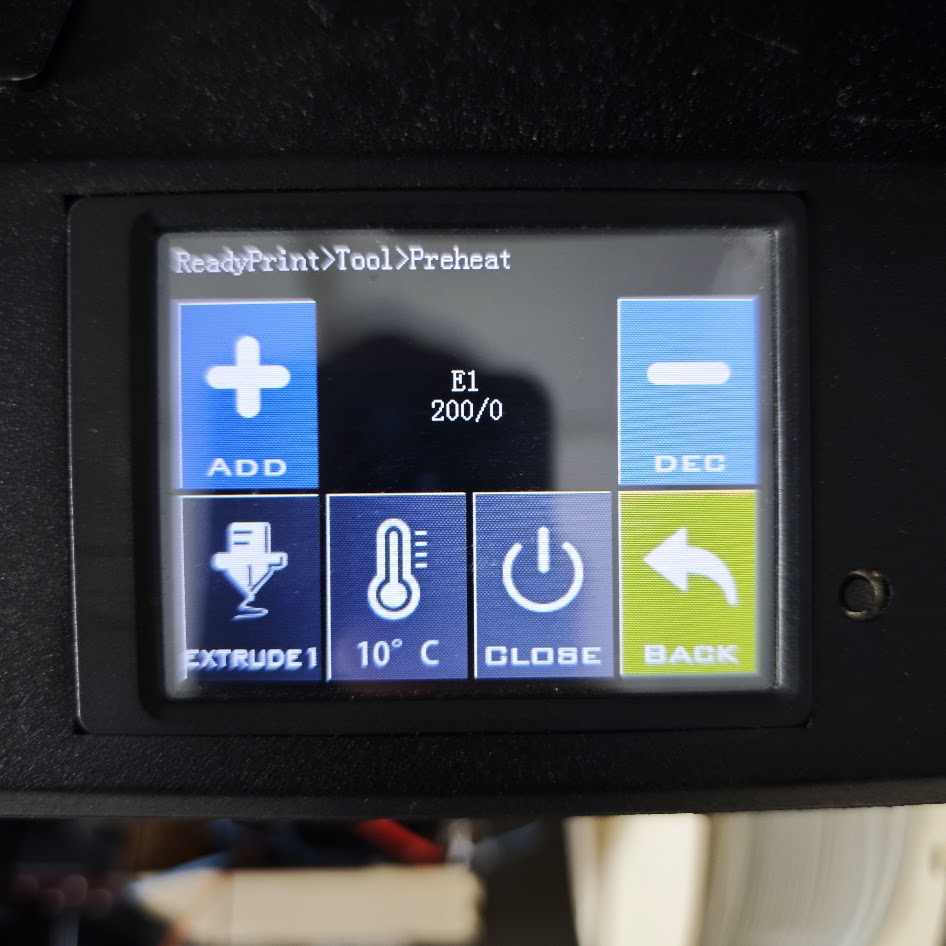 ReadyPrint>Tool>Preheat
ADD
E1
200/0
DEC
EXTRUDE1
10° C
CLOSE
BACK